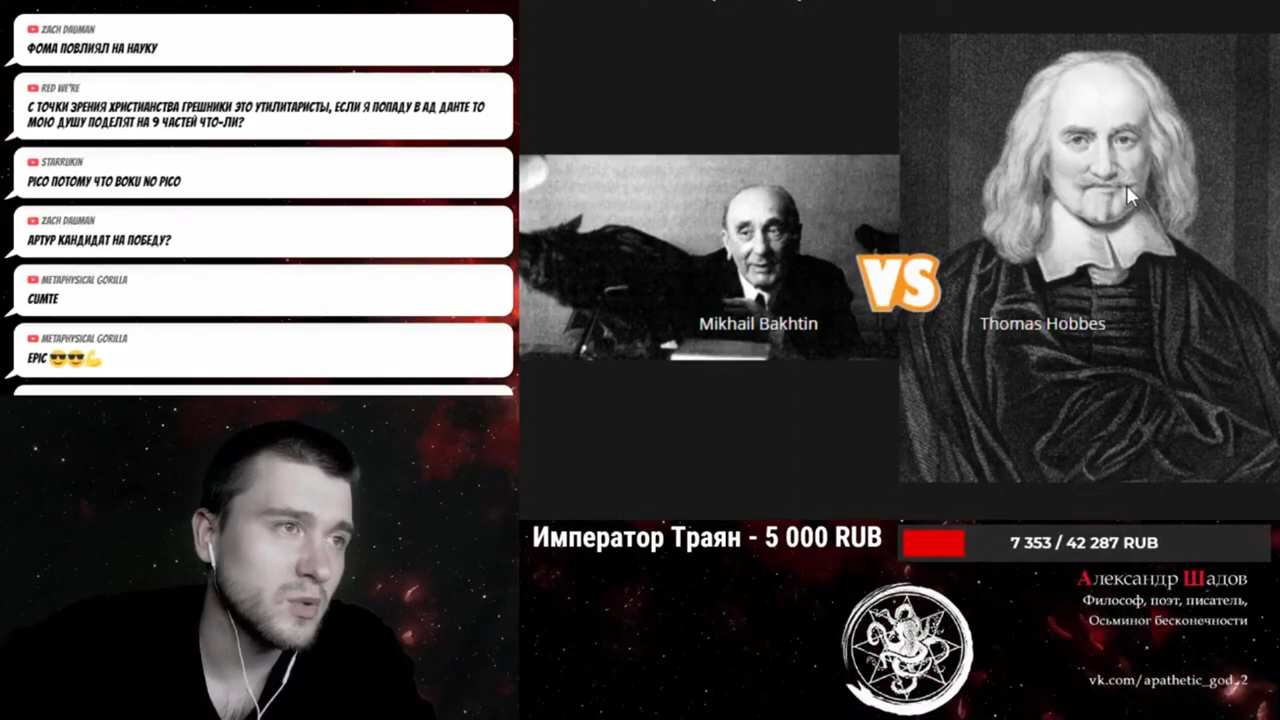 ZACH DAUMAN
ФОМА ПОВЛИЯЛ НА НАУКУ
RED WE'RE
С ТОЧКИ ЗРЕНИЯ ХРИСТИАНСТВА ГРЕШНИКИ ЭТО УТИЛИТАРИСТЫ, ЕСЛИ Я ПОПАДУ В АД ДАНТЕ ТО
МОЮ ДУШУ ПОДЕЛЯТ НА 9 ЧАСТЕЙ ЧТО-ЛИ?
STARRUKIN
PICO ПОТОМУ ЧТО BOKU NO PICO
ZACH DAUMAN
АРТУР КАНДИДАТ НА ПОБЕДУ?
METAPHYSICAL GORILLA
CUMТЕ
METAPHYSICAL GORILLA
EPIC 😎😎💪
Mikhail Bakhtin
VS
Thomas Hobbes
Император Траян - 5 000 RUB
7 353 / 42 287 RUB
Александр Шадов
Философ, поэт, писатель,
Осьминог бесконечности
vk.com/apathetic_god_2